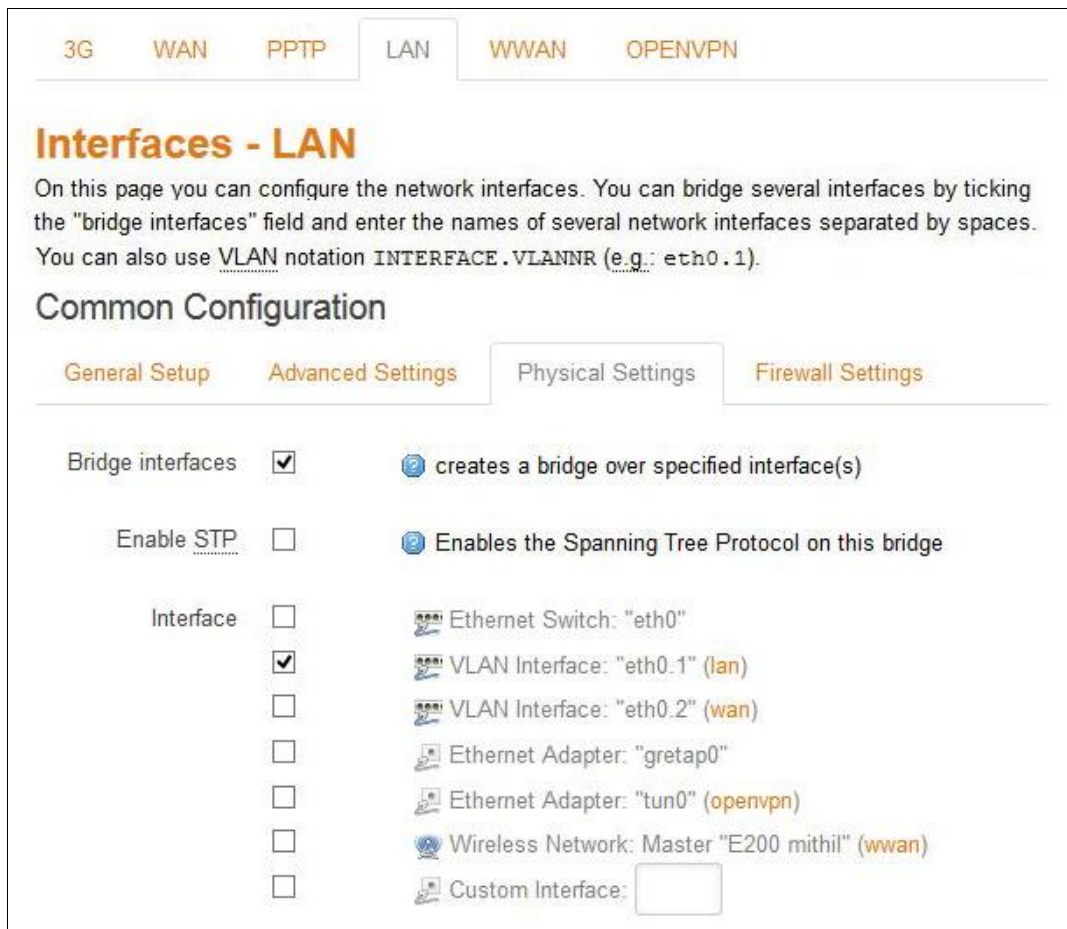 3G WAN PPTP LAN WWAN OPENVPN
Interfaces - LAN
On this page you can configure the network interfaces. You can bridge several interfaces by ticking
the "bridge interfaces" field and enter the names of several network interfaces separated by spaces.
You can also use VLAN notation INTERFACE.VLANNR (e.g.: eth0.1).
Common Configuration
General Setup Advanced Settings Physical Settings Firewall Settings
Bridge interfaces creates a bridge over specified interface(s)
Enable STP Enables the Spanning Tree Protocol on this bridge
Interface Ethernet Switch: "eth0"
VLAN Interface: "eth0.1" (lan)
VLAN Interface: "eth0.2" (wan)
Ethernet Adapter: "gretap0"
Ethernet Adapter: "tun0" (openvpn)
Wireless Network: Master "E200 mithil" (wwan)
Custom Interface: